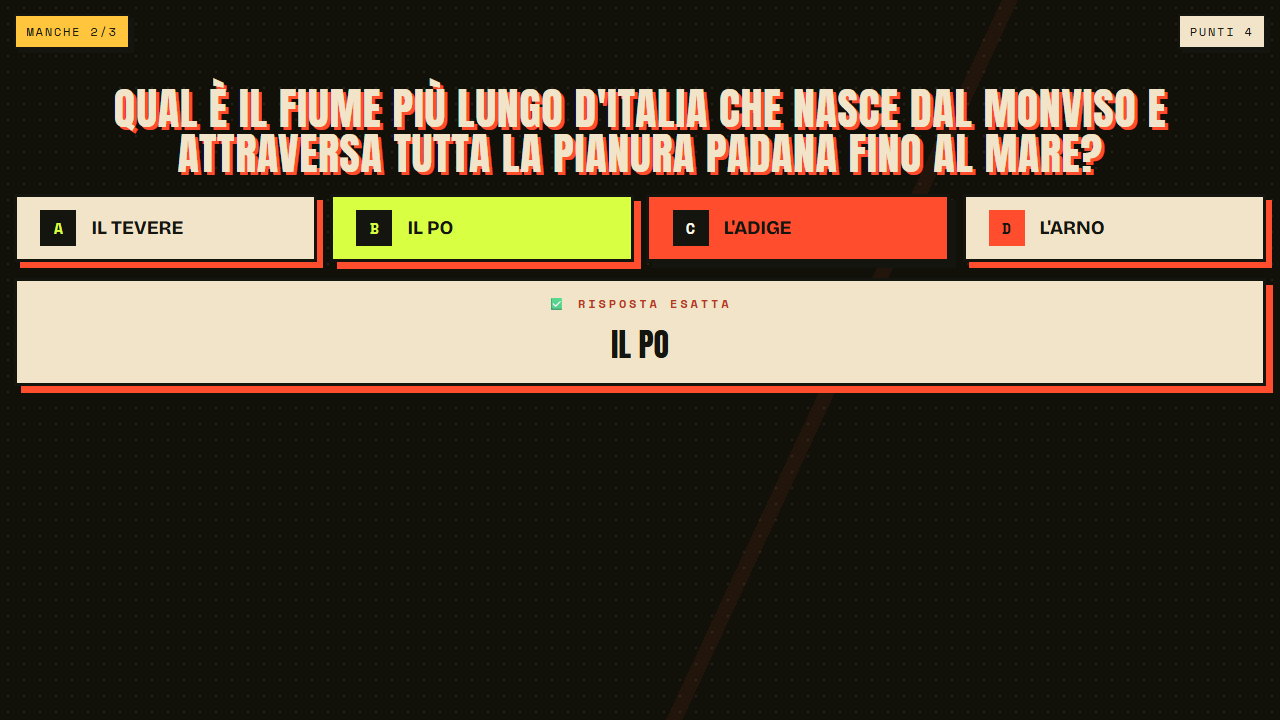 MANCHE 2/3
PUNTI 4
QUAL È IL FIUME PIÙ LUNGO D'ITALIA CHE NASCE DAL MONVISO E
ATTRAVERSA TUTTA LA PIANURA PADANA FINO AL MARE?
A IL TEVERE
B IL PO
C L'ADIGE
D L'ARNO
✅ RISPOSTA ESATTA
IL PO